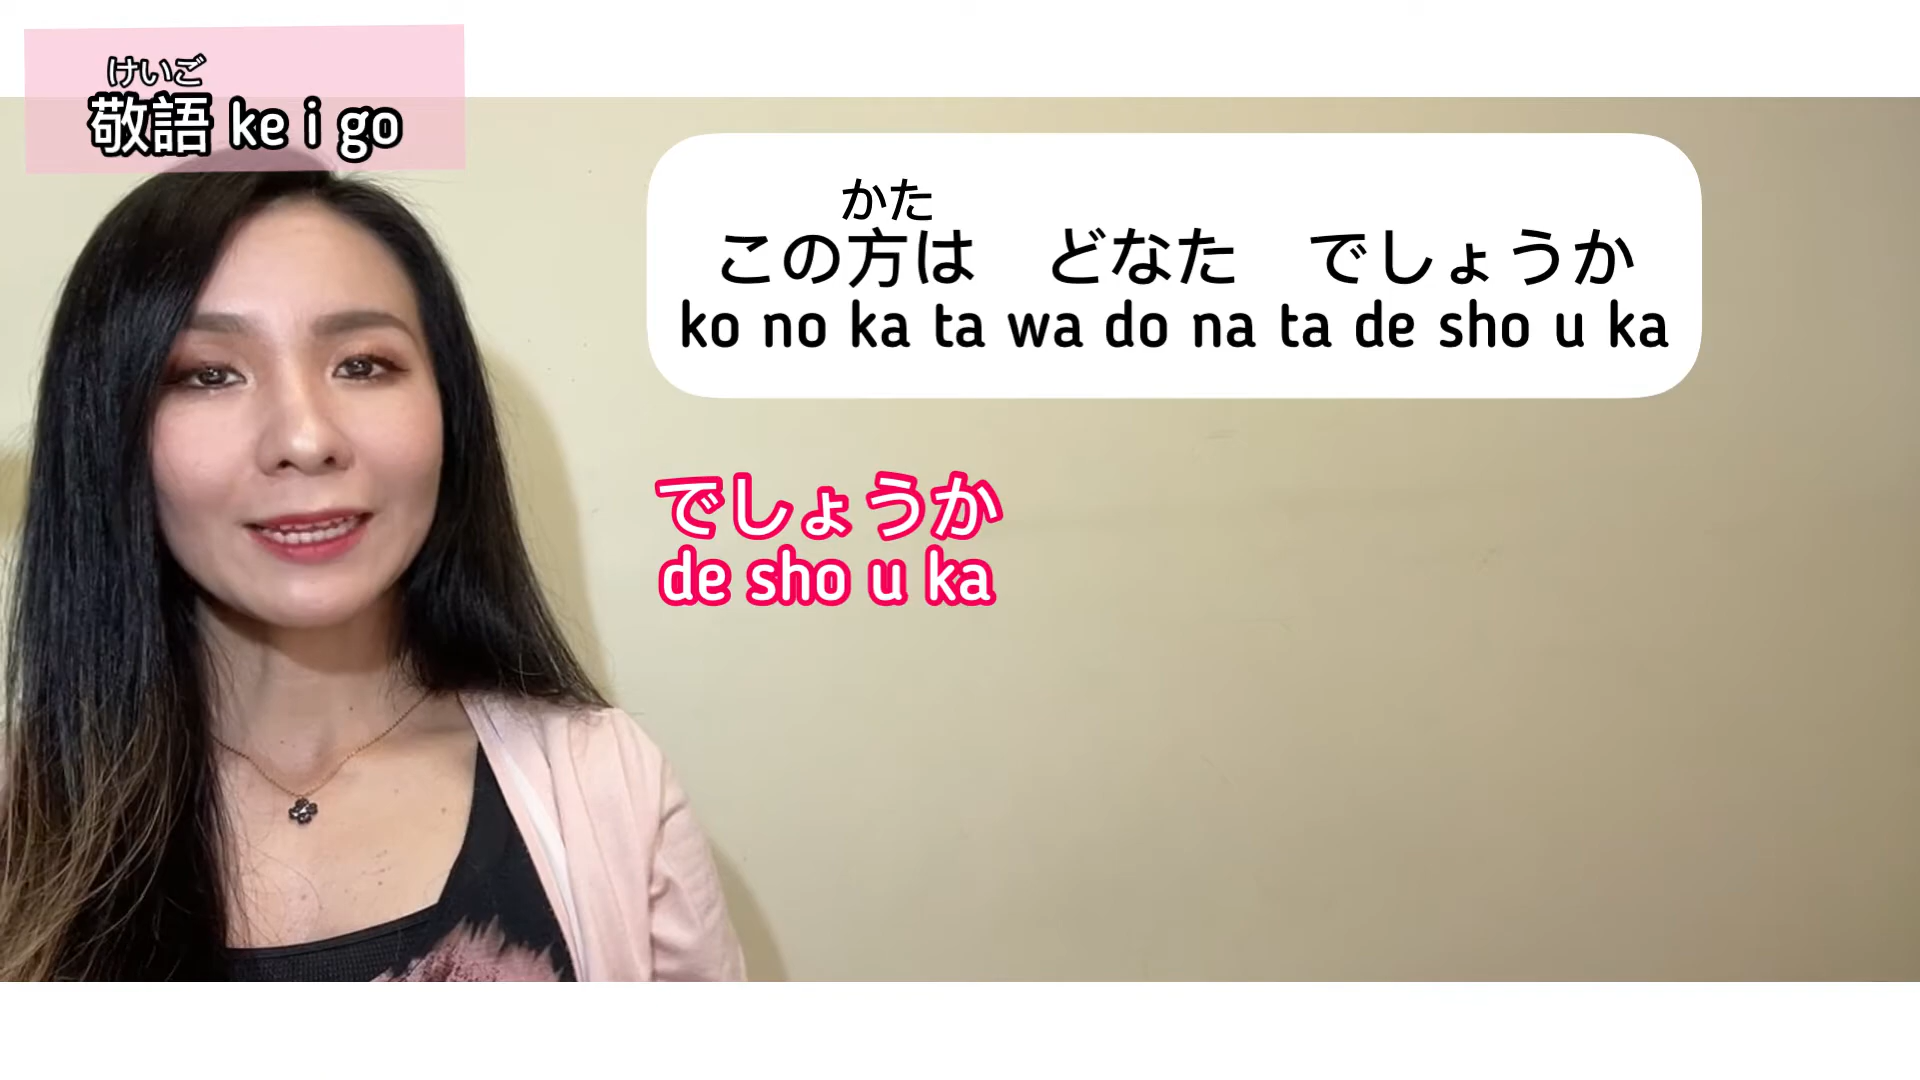 けいご
敬語 ke i go
かた
この方は　どなた　でしょうか
ko no ka ta wa do na ta de sho u ka
でしょうか
de sho u ka